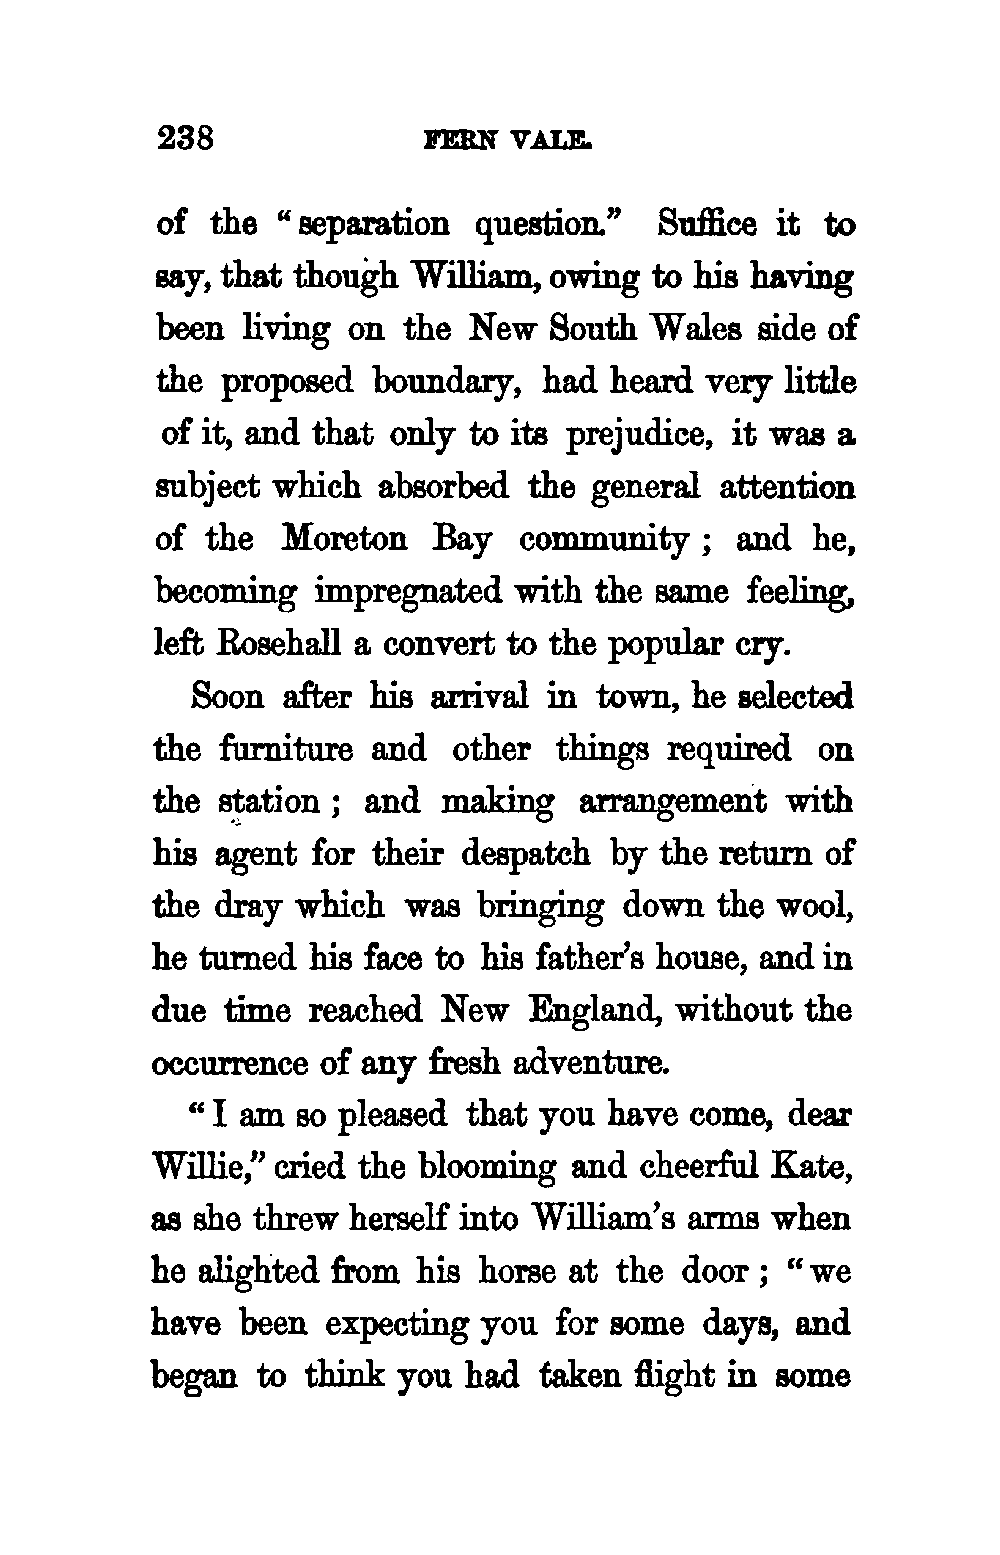 238 FERN VALE.
of the “separation question.” Suffice it to
say, that though William, owing to his having
been living on the New South Wales side of
the proposed boundary, had heard very little
of it, and that only to its prejudice, it was a
subject which absorbed the general attention
of the Moreton Bay community ; and he,
becoming impregnated with the same feeling,
left Rosehall a convert to the popular cry.
Soon after his arrival in town, he selected
the furniture and other things required on
the station ; and making arrangement with
his agent for their despatch by the return of
the dray which was bringing down the wool,
he turned his face to his father’s house, and in
due time reached New England, without the
occurrence of any fresh adventure.
“ I am so pleased that you have come, dear
Willie,” cried the blooming and cheerful Kate,
as she threw herself into William’s arms when
he alighted from his horse at the door ; “ we
have been expecting you for some days, and
began to think you had taken flight in some